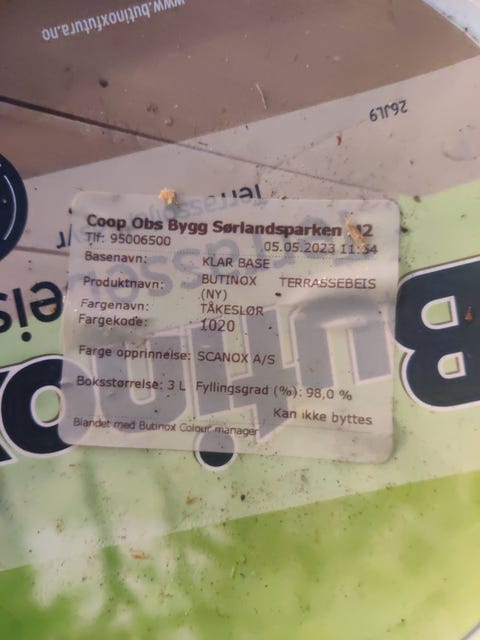 www.butinoxfutura.no
26JL9
Coop Obs Bygg Sørlandsparken
Tlf: 95006500
05.05.2023 11:34
Basenavn: KLAR BASE
Produktnavn: BUTINOX TERRASSEBEIS
(NY)
Fargenavn: TÅKESLØR
Fargekode: 1020
Farge opprinnelse: SCANOX A/S
Boksstørrelse: 3 L Fyllingsgrad (%): 98,0 %
Kan ikke byttes
Blandet med Butinox Colour manager
Butinox